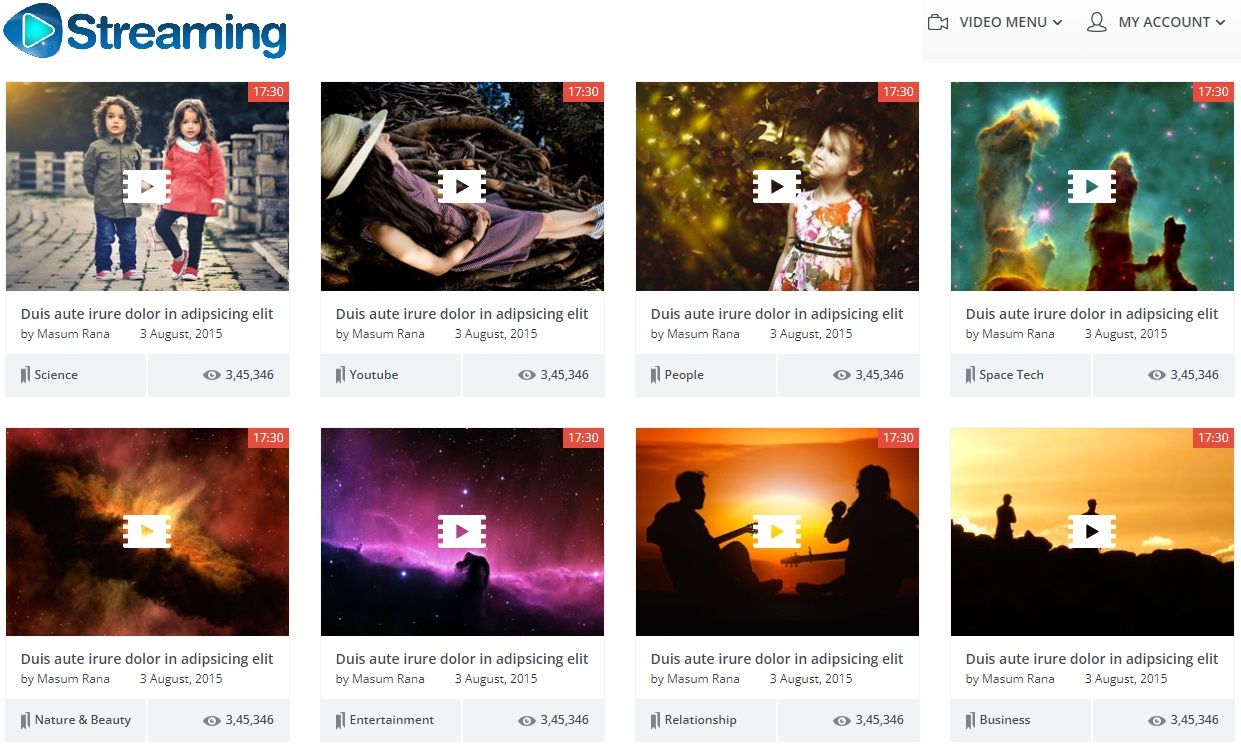 Streaming
VIDEO MENU MY ACCOUNT
17:30 17:30 17:30 17:30
Duis aute irure dolor in adipsicing elit Duis aute irure dolor in adipsicing elit Duis aute irure dolor in adipsicing elit Duis aute irure dolor in adipsicing elit
by Masum Rana 3 August, 2015 by Masum Rana 3 August, 2015 by Masum Rana 3 August, 2015 by Masum Rana 3 August, 2015
Science 3,45,346 Youtube 3,45,346 People 3,45,346 Space Tech 3,45,346
17:30 17:30 17:30 17:30
Duis aute irure dolor in adipsicing elit Duis aute irure dolor in adipsicing elit Duis aute irure dolor in adipsicing elit Duis aute irure dolor in adipsicing elit
by Masum Rana 3 August, 2015 by Masum Rana 3 August, 2015 by Masum Rana 3 August, 2015 by Masum Rana 3 August, 2015
Nature & Beauty 3,45,346 Entertainment 3,45,346 Relationship 3,45,346 Business 3,45,346